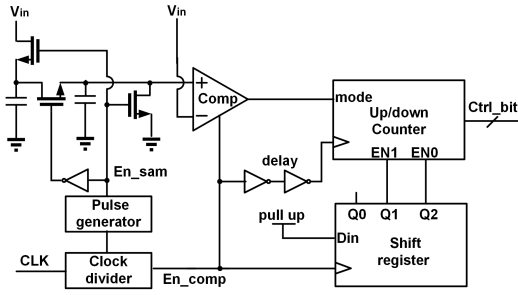 Vin
Vin
+
Comp
−
mode
Up/down
Counter
Ctrl_bit
EN1 EN0
delay
En_sam
Pulse
generator
pull up
Q0 Q1 Q2
Din
Shift
register
CLK
Clock
divider
En_comp